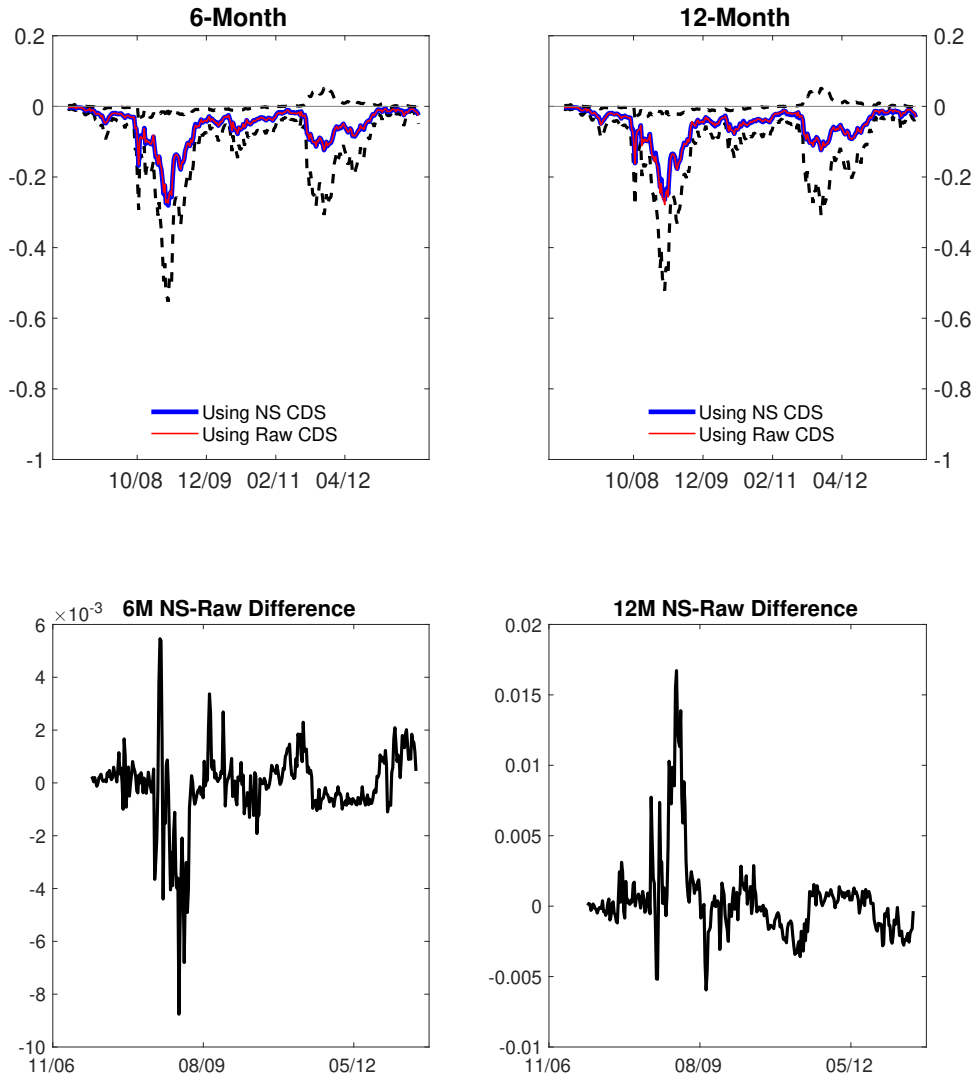 6-Month
0.2
0
-0.2
-0.4
-0.6
-0.8
-1
Using NS CDS
Using Raw CDS
10/08 12/09 02/11 04/12
12-Month
0.2
0
-0.2
-0.4
-0.6
-0.8
-1
Using NS CDS
Using Raw CDS
10/08 12/09 02/11 04/12
×10⁻³ 6M NS-Raw Difference
6
4
2
0
-2
-4
-6
-8
-10
11/06 08/09 05/12
12M NS-Raw Difference
0.02
0.015
0.01
0.005
0
-0.005
-0.01
11/06 08/09 05/12